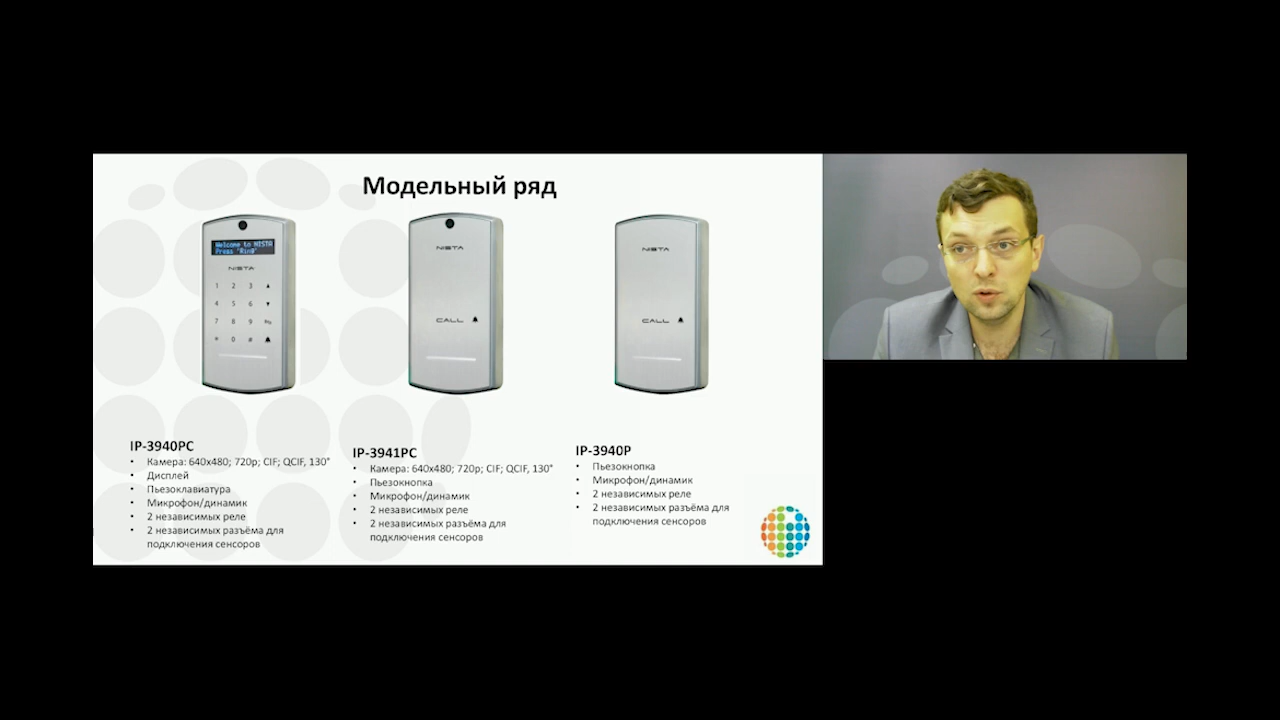 Модельный ряд
Welcome to NISTA
Press 'Ring'
NISTA
1 2 3
4 5 6
7 8 9
* 0 #
NISTA
CALL
NISTA
CALL
IP-3940PC
• Камера: 640x480; 720p; CIF; QCIF, 130°
• Дисплей
• Пьезоклавиатура
• Микрофон/динамик
• 2 независимых реле
• 2 независимых разъёма для
подключения сенсоров
IP-3941PC
• Камера: 640x480; 720p; CIF; QCIF, 130°
• Пьезокнопка
• Микрофон/динамик
• 2 независимых реле
• 2 независимых разъёма для
подключения сенсоров
IP-3940P
• Пьезокнопка
• Микрофон/динамик
• 2 независимых реле
• 2 независимых разъёма для
подключения сенсоров